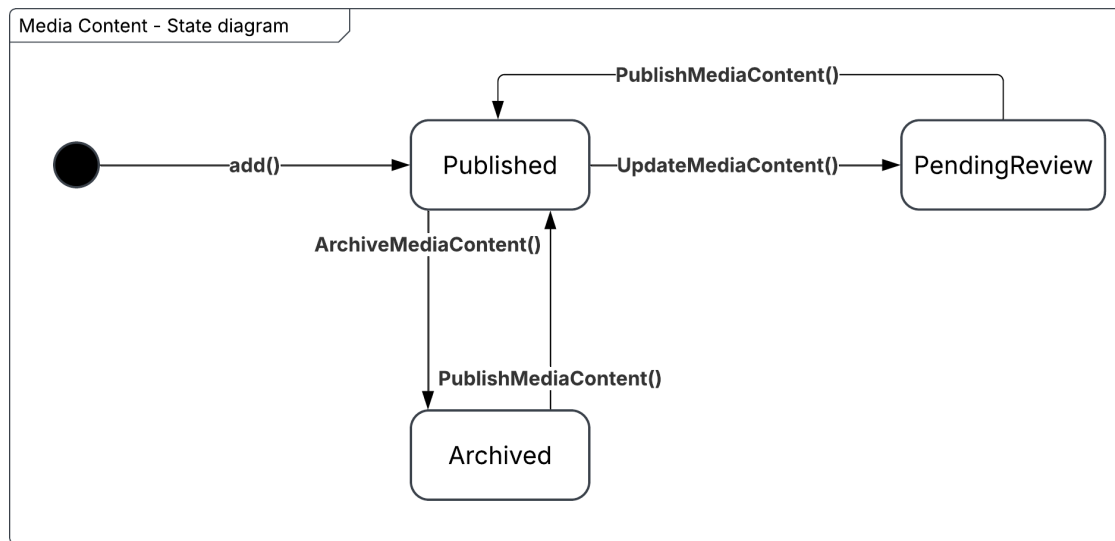 Media Content - State diagram
PublishMediaContent()
add()
Published
UpdateMediaContent()
PendingReview
ArchiveMediaContent()
PublishMediaContent()
Archived